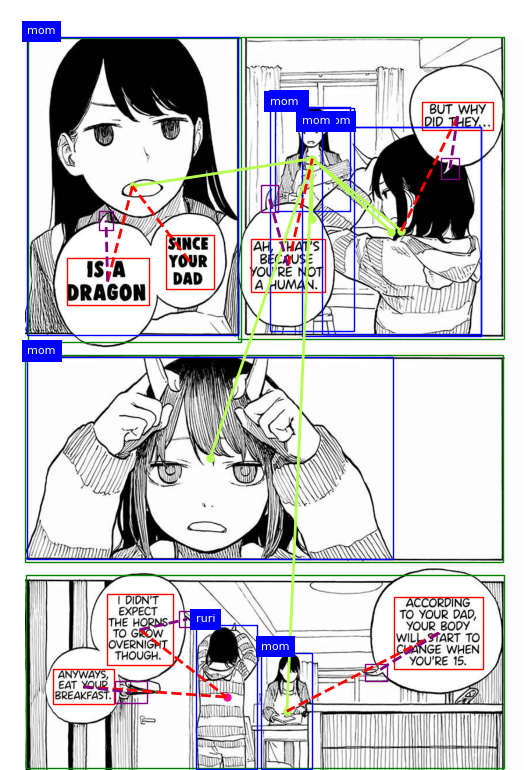 mom
BUT WHY
DID THEY...
mom
mom
om
AH, THAT'S
BECAUSE
YOU'RE NOT
A HUMAN.
SINCE
YOUR
DAD
IS A
DRAGON
mom
ACCORDING
TO YOUR DAD,
YOUR BODY
WILL START TO
CHANGE WHEN
YOU'RE 15.
I DIDN'T
EXPECT
THE HORNS
TO GROW
OVERNIGHT
THOUGH.
ANYWAYS,
EAT YOUR
BREAKFAST.
ruri
mom